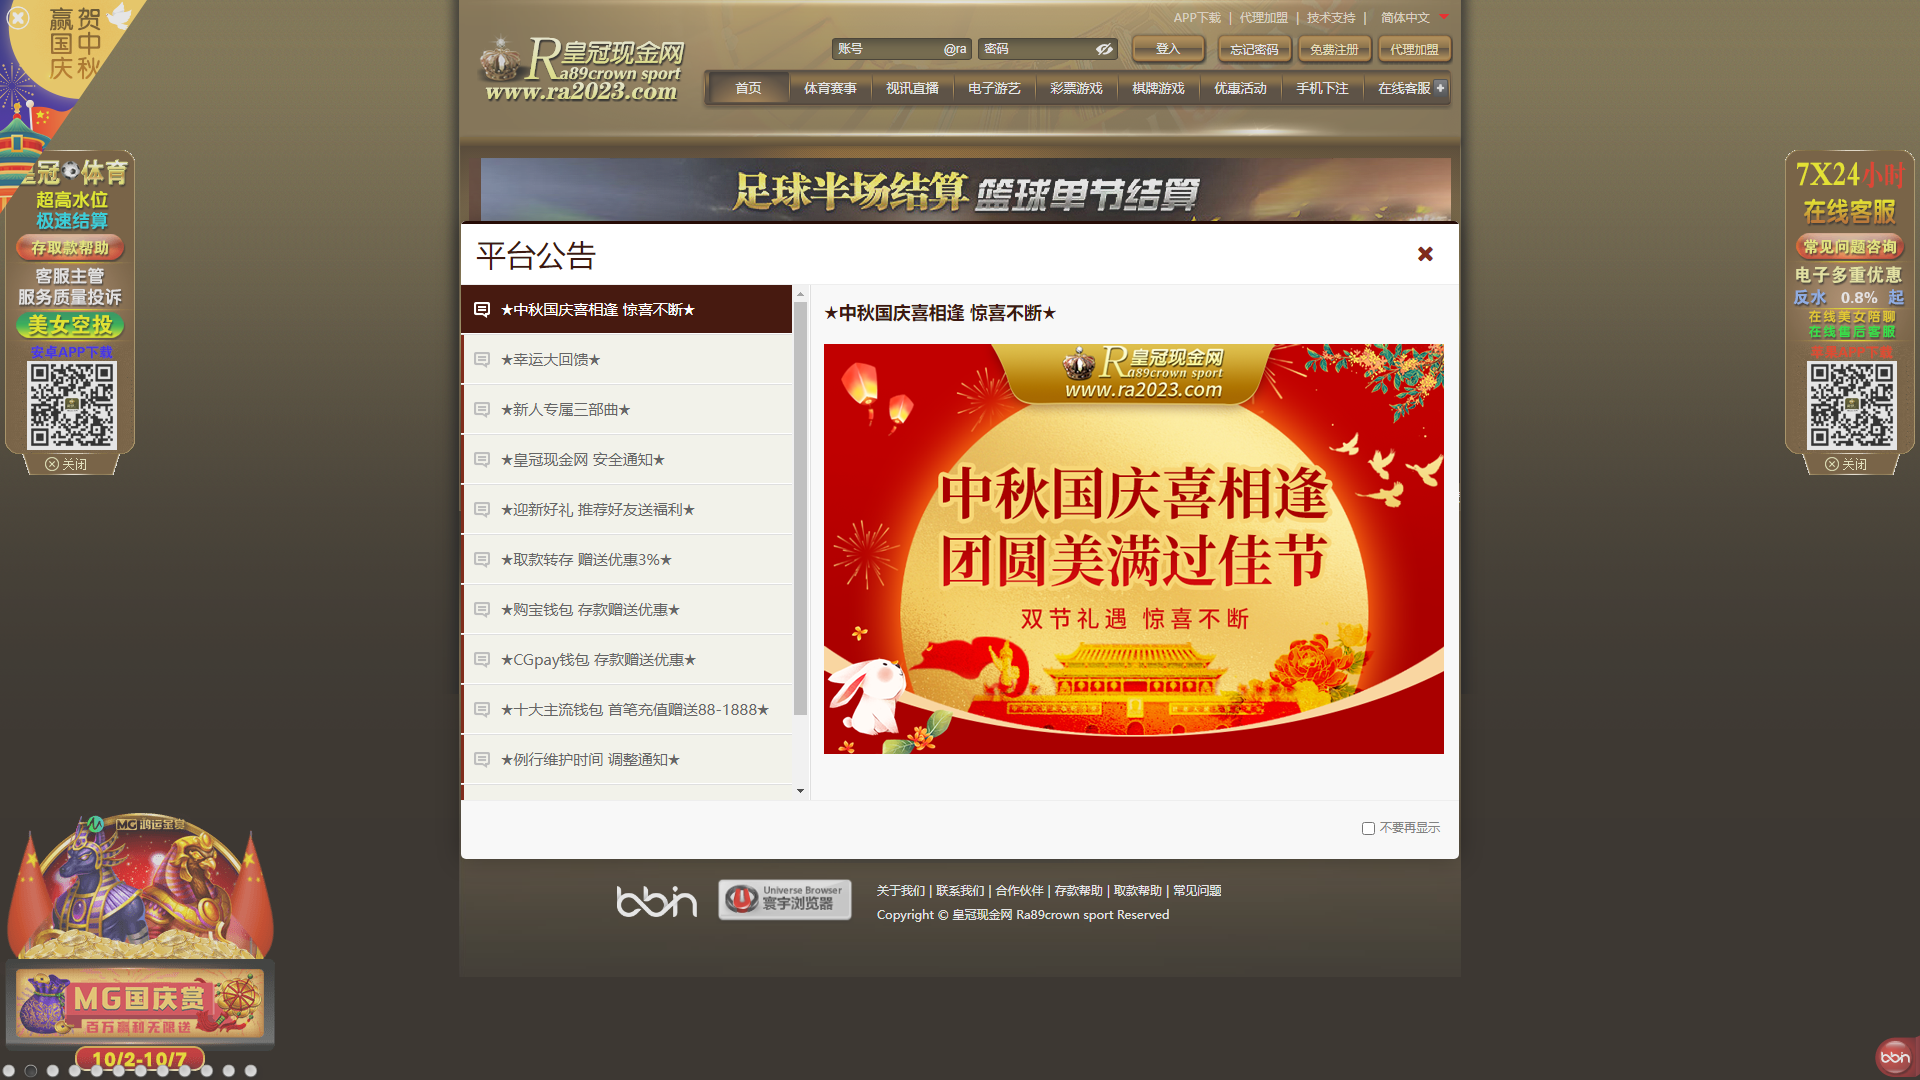 贺中秋
赢国庆
APP下载 | 代理加盟 | 技术支持 | 简体中文
R皇冠现金网
a89crown sport
www.ra2023.com
账号 @ra 密码 登入 忘记密码 免费注册 代理加盟
首页 体育赛事 视讯直播 电子游艺 彩票游戏 棋牌游戏 优惠活动 手机下注 在线客服
足球半场结算 篮球单节结算
皇冠体育
超高水位
极速结算
存取款帮助
客服主管
服务质量投诉
美女空投
安卓APP下载
关闭
7X24小时
在线客服
常见问题咨询
电子多重优惠
反水 0.8% 起
在线美女陪聊
在线售后客服
苹果APP下载
关闭
平台公告
★中秋国庆喜相逢 惊喜不断★
★幸运大回馈★
★新人专属三部曲★
★皇冠现金网 安全通知★
★迎新好礼 推荐好友送福利★
★取款转存 赠送优惠3%★
★购宝钱包 存款赠送优惠★
★CGpay钱包 存款赠送优惠★
★十大主流钱包 首笔充值赠送88-1888★
★例行维护时间 调整通知★
★中秋国庆喜相逢 惊喜不断★
R皇冠现金网
a89crown sport
www.ra2023.com
中秋国庆喜相逢
团圆美满过佳节
双节礼遇 惊喜不断
不要再显示
MG 鸿运宝赏
MG国庆赏
百万赢利无限送
10/2-10/7
bbin
Universe Browser
寰宇浏览器
关于我们 | 联系我们 | 合作伙伴 | 存款帮助 | 取款帮助 | 常见问题
Copyright © 皇冠现金网 Ra89crown sport Reserved
bbin